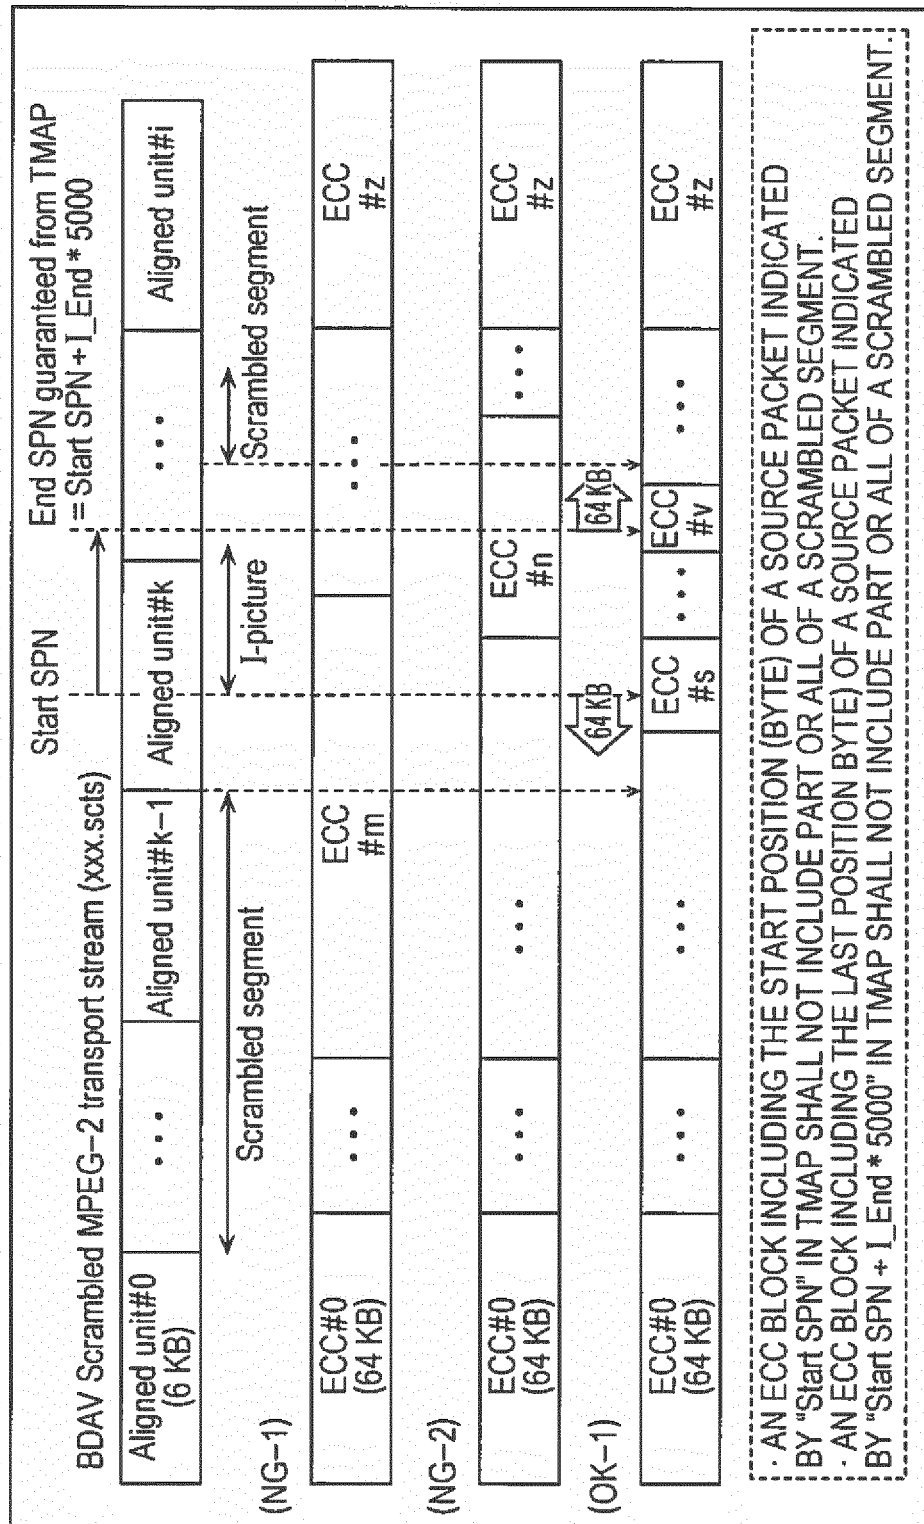 BDAV Scrambled MPEG-2 transport stream (xxx.scts)
Start SPN
End SPN guaranteed from TMAP
= Start SPN + I_End * 5000
Aligned unit#0
(6 KB)
• • •
Aligned unit#k-1
Aligned unit#k
• • •
Aligned unit#i
Scrambled segment
I-picture
Scrambled segment
(NG-1)
ECC#0
(64 KB)
• • •
ECC
#m
• • •
ECC
#z
(NG-2)
ECC#0
(64 KB)
• • •
• • •
ECC
#n
• • •
ECC
#z
(OK-1)
64 KB
64 KB
ECC#0
(64 KB)
• • •
• • •
ECC
#s
• • •
ECC
#v
• • •
ECC
#z
· AN ECC BLOCK INCLUDING THE START POSITION (BYTE) OF A SOURCE PACKET INDICATED
BY "Start SPN" IN TMAP SHALL NOT INCLUDE PART OR ALL OF A SCRAMBLED SEGMENT.
· AN ECC BLOCK INCLUDING THE LAST POSITION BYTE) OF A SOURCE PACKET INDICATED
BY "Start SPN + I_End * 5000" IN TMAP SHALL NOT INCLUDE PART OR ALL OF A SCRAMBLED SEGMENT.